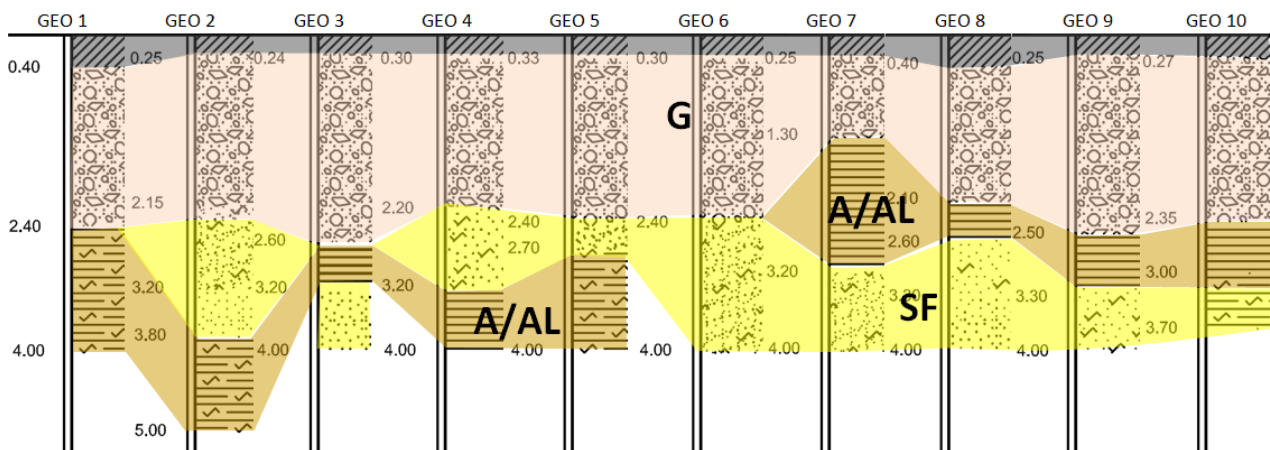 GEO 1 GEO 2 GEO 3 GEO 4 GEO 5 GEO 6 GEO 7 GEO 8 GEO 9 GEO 10
0.40 0.25 0.24 0.30 0.33 0.30 0.25 0.40 0.25 0.27
G
1.30
2.15 2.20 2.10
A/AL
2.40 2.60 2.40 2.40 2.60 2.50 2.35
2.70
3.20 3.20 3.20 3.20 3.30 3.00
SF
3.80 A/AL 3.70
4.00 4.00 4.00 4.00 4.00 4.00 4.00 4.00
5.00